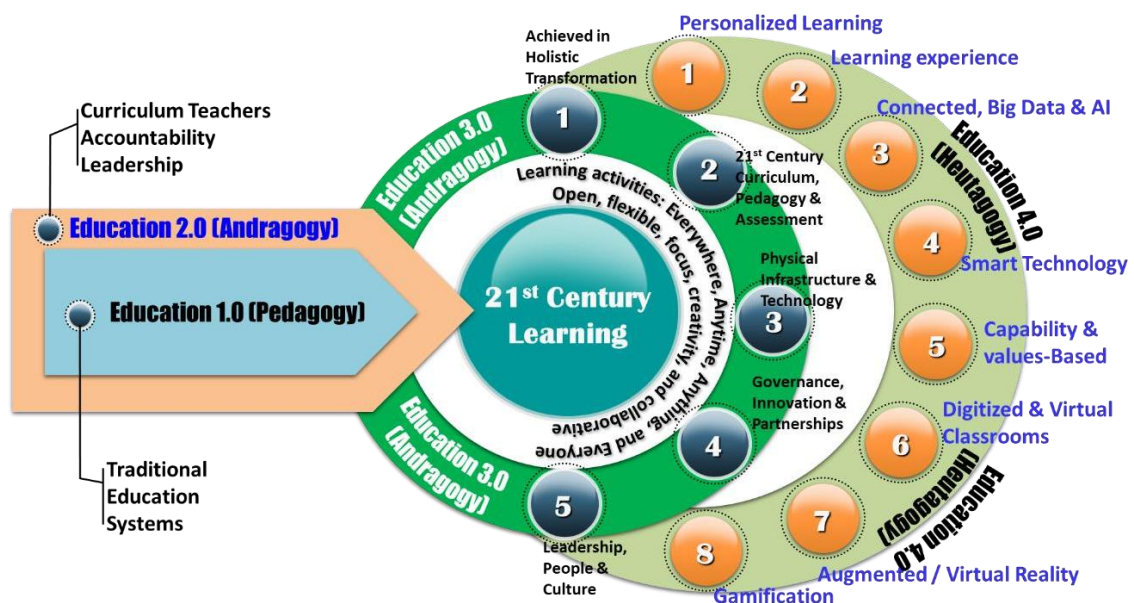 Curriculum Teachers
Accountability
Leadership
Education 2.0 (Andragogy)
Education 1.0 (Pedagogy)
Traditional
Education
Systems
21st Century
Learning
Learning activities: Everywhere, Anytime, Anything, and Everyone
Open, flexible, focus, creativity, and collaborative
Education 3.0
(Andragogy)
Education 3.0
(Andragogy)
Achieved in
Holistic
Transformation
1
2
21st Century
Curriculum,
Pedagogy &
Assessment
Physical
Infrastructure &
Technology
3
Governance,
Innovation &
Partnerships
4
5
Leadership,
People &
Culture
Education 4.0
(Heutagogy)
Education 4.0
(Heutagogy)
Personalized Learning
1
Learning experience
2
Connected, Big Data & AI
3
4
Smart Technology
5
Capability &
values-Based
6
Digitized & Virtual
Classrooms
7
Augmented / Virtual Reality
8
Gamification